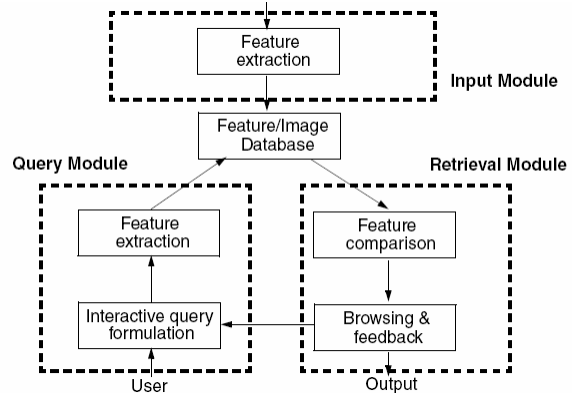 Feature
extraction
Input Module
Feature/Image
Database
Query Module
Retrieval Module
Feature
extraction
Feature
comparison
Interactive query
formulation
Browsing &
feedback
User
Output